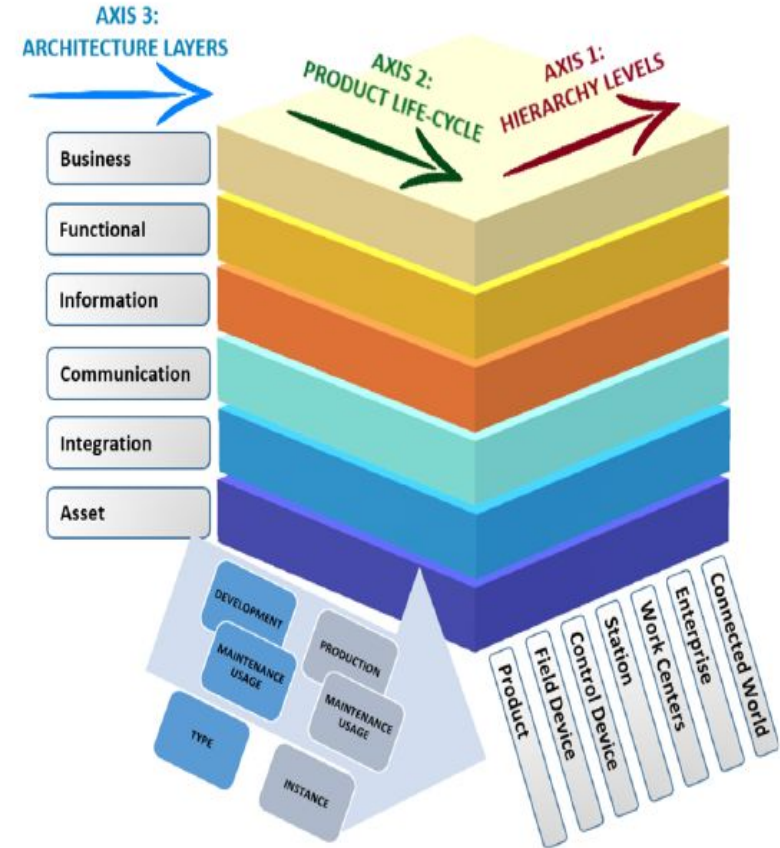 AXIS 3:
ARCHITECTURE LAYERS
AXIS 2:
PRODUCT LIFE-CYCLE
AXIS 1:
HIERARCHY LEVELS
Business
Functional
Information
Communication
Integration
Asset
DEVELOPMENT
MAINTENANCE
USAGE
PRODUCTION
MAINTENANCE
USAGE
TYPE
INSTANCE
Product
Field Device
Control Device
Station
Work Centers
Enterprise
Connected World